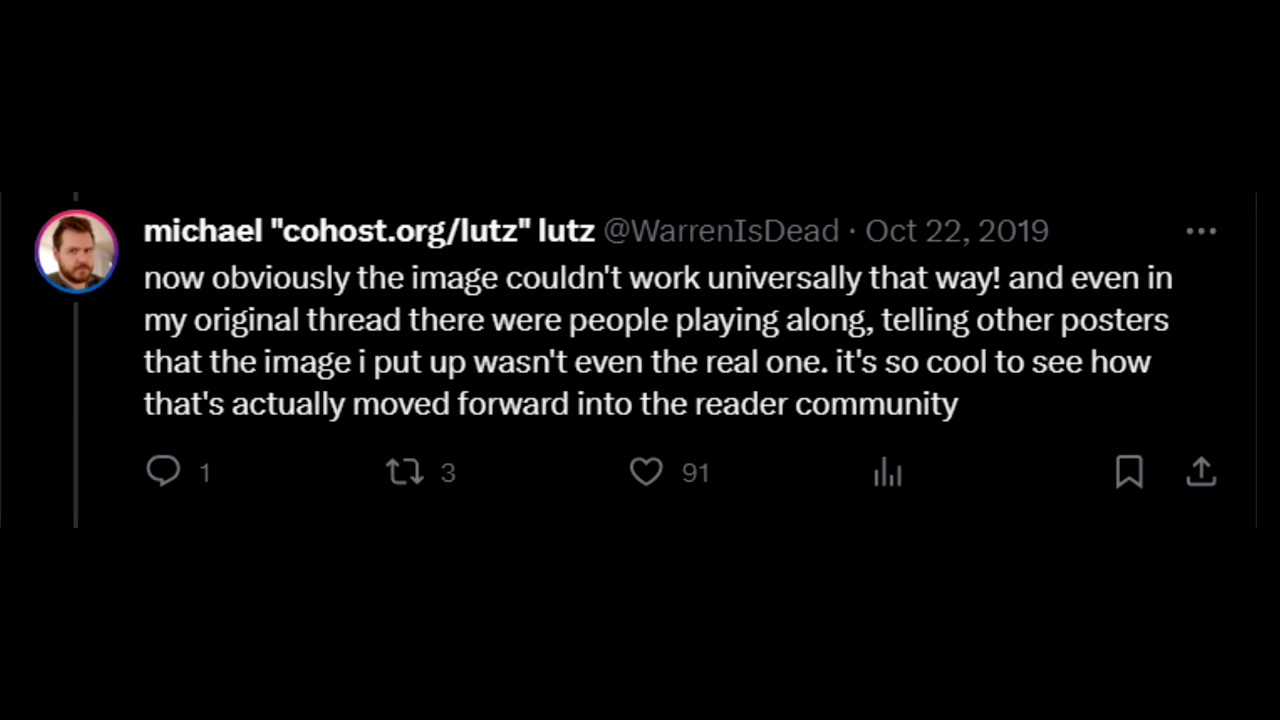 michael "cohost.org/lutz" lutz @WarrenIsDead · Oct 22, 2019
now obviously the image couldn't work universally that way! and even in
my original thread there were people playing along, telling other posters
that the image i put up wasn't even the real one. it's so cool to see how
that's actually moved forward into the reader community
1 3 91